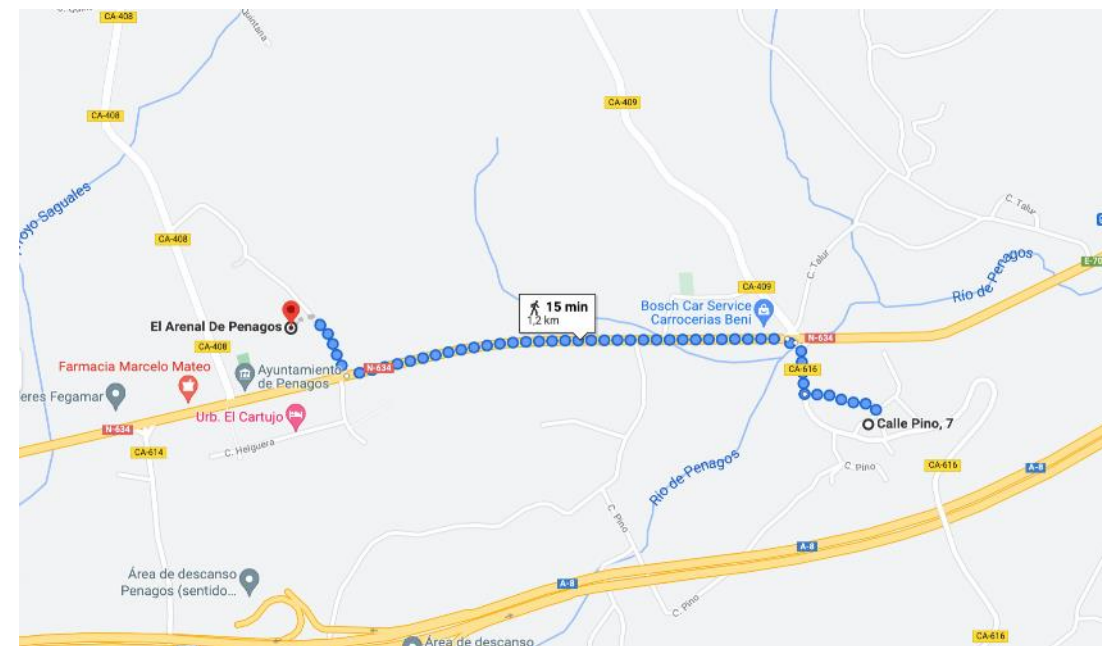 CA-408
Quintana
CA-408
CA-409
Arroyo Saguales
CA-408
C. Talur
C. Talur
E-70
Río de Penagos
CA-409
15 min
1,2 km
Bosch Car Service
Carrocerias Beni
El Arenal De Penagos
CA-408
N-634
N-634
Farmacia Marcelo Mateo
Ayuntamiento
de Penagos
CA-616
eres Fegamar
Urb. El Cartujo
Calle Pino, 7
N-634
CA-614
C. Helguera
Río de Penagos
C. Pino
CA-616
A-8
C. Pino
A-8
Área de descanso
Penagos (sentido...
A-8
C. Pino
CA-616
Área de descanso